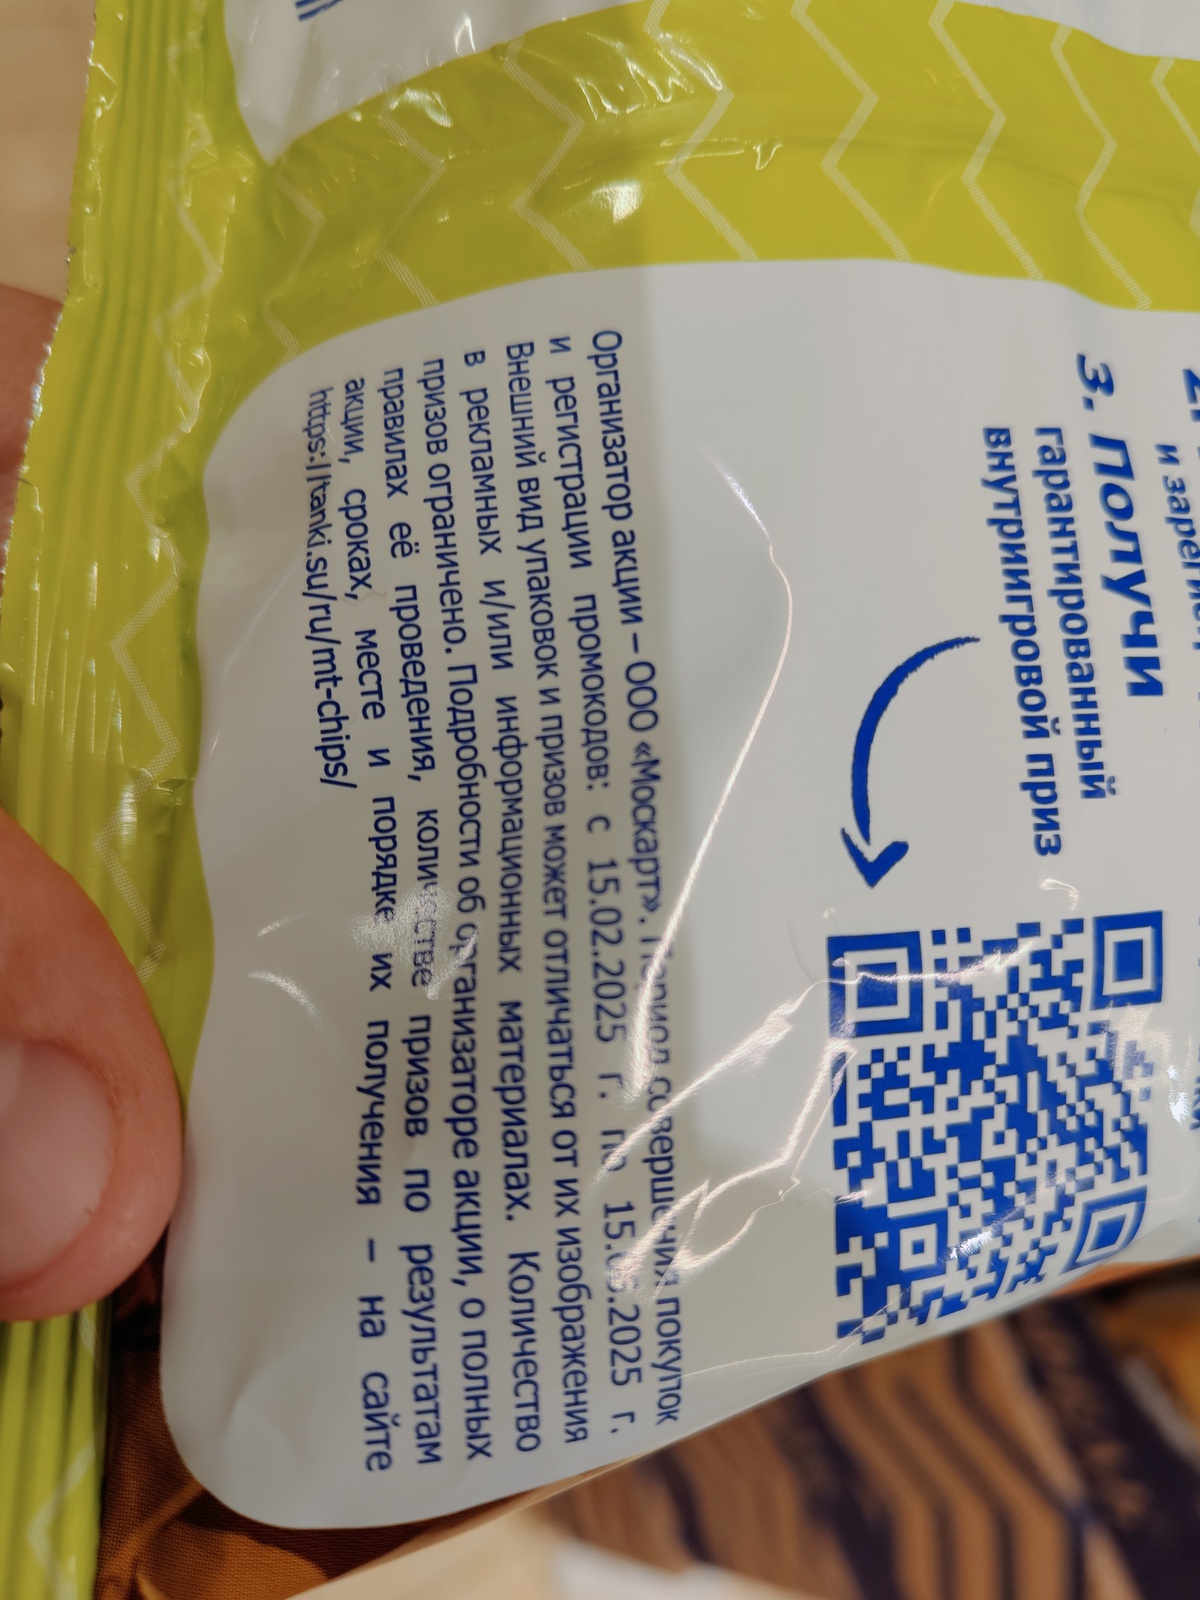 и
3. ПОЛУЧИ
гарантированный
внутриигровой приз
Организатор акции – ООО «Москарт». Период совершения покупок
и регистрации промокодов: с 15.02.2025 г. по 2025 г.
Внешний вид упаковок и призов может отличаться от их изображения
в рекламных и/или информационных материалах. Количество
призов ограничено. Подробности об организаторе акции, о полных
правилах её проведения, количестве призов по результатам
акции, сроках, месте и порядке их получения – на сайте
https://tanki.su/ru/mt-chips/